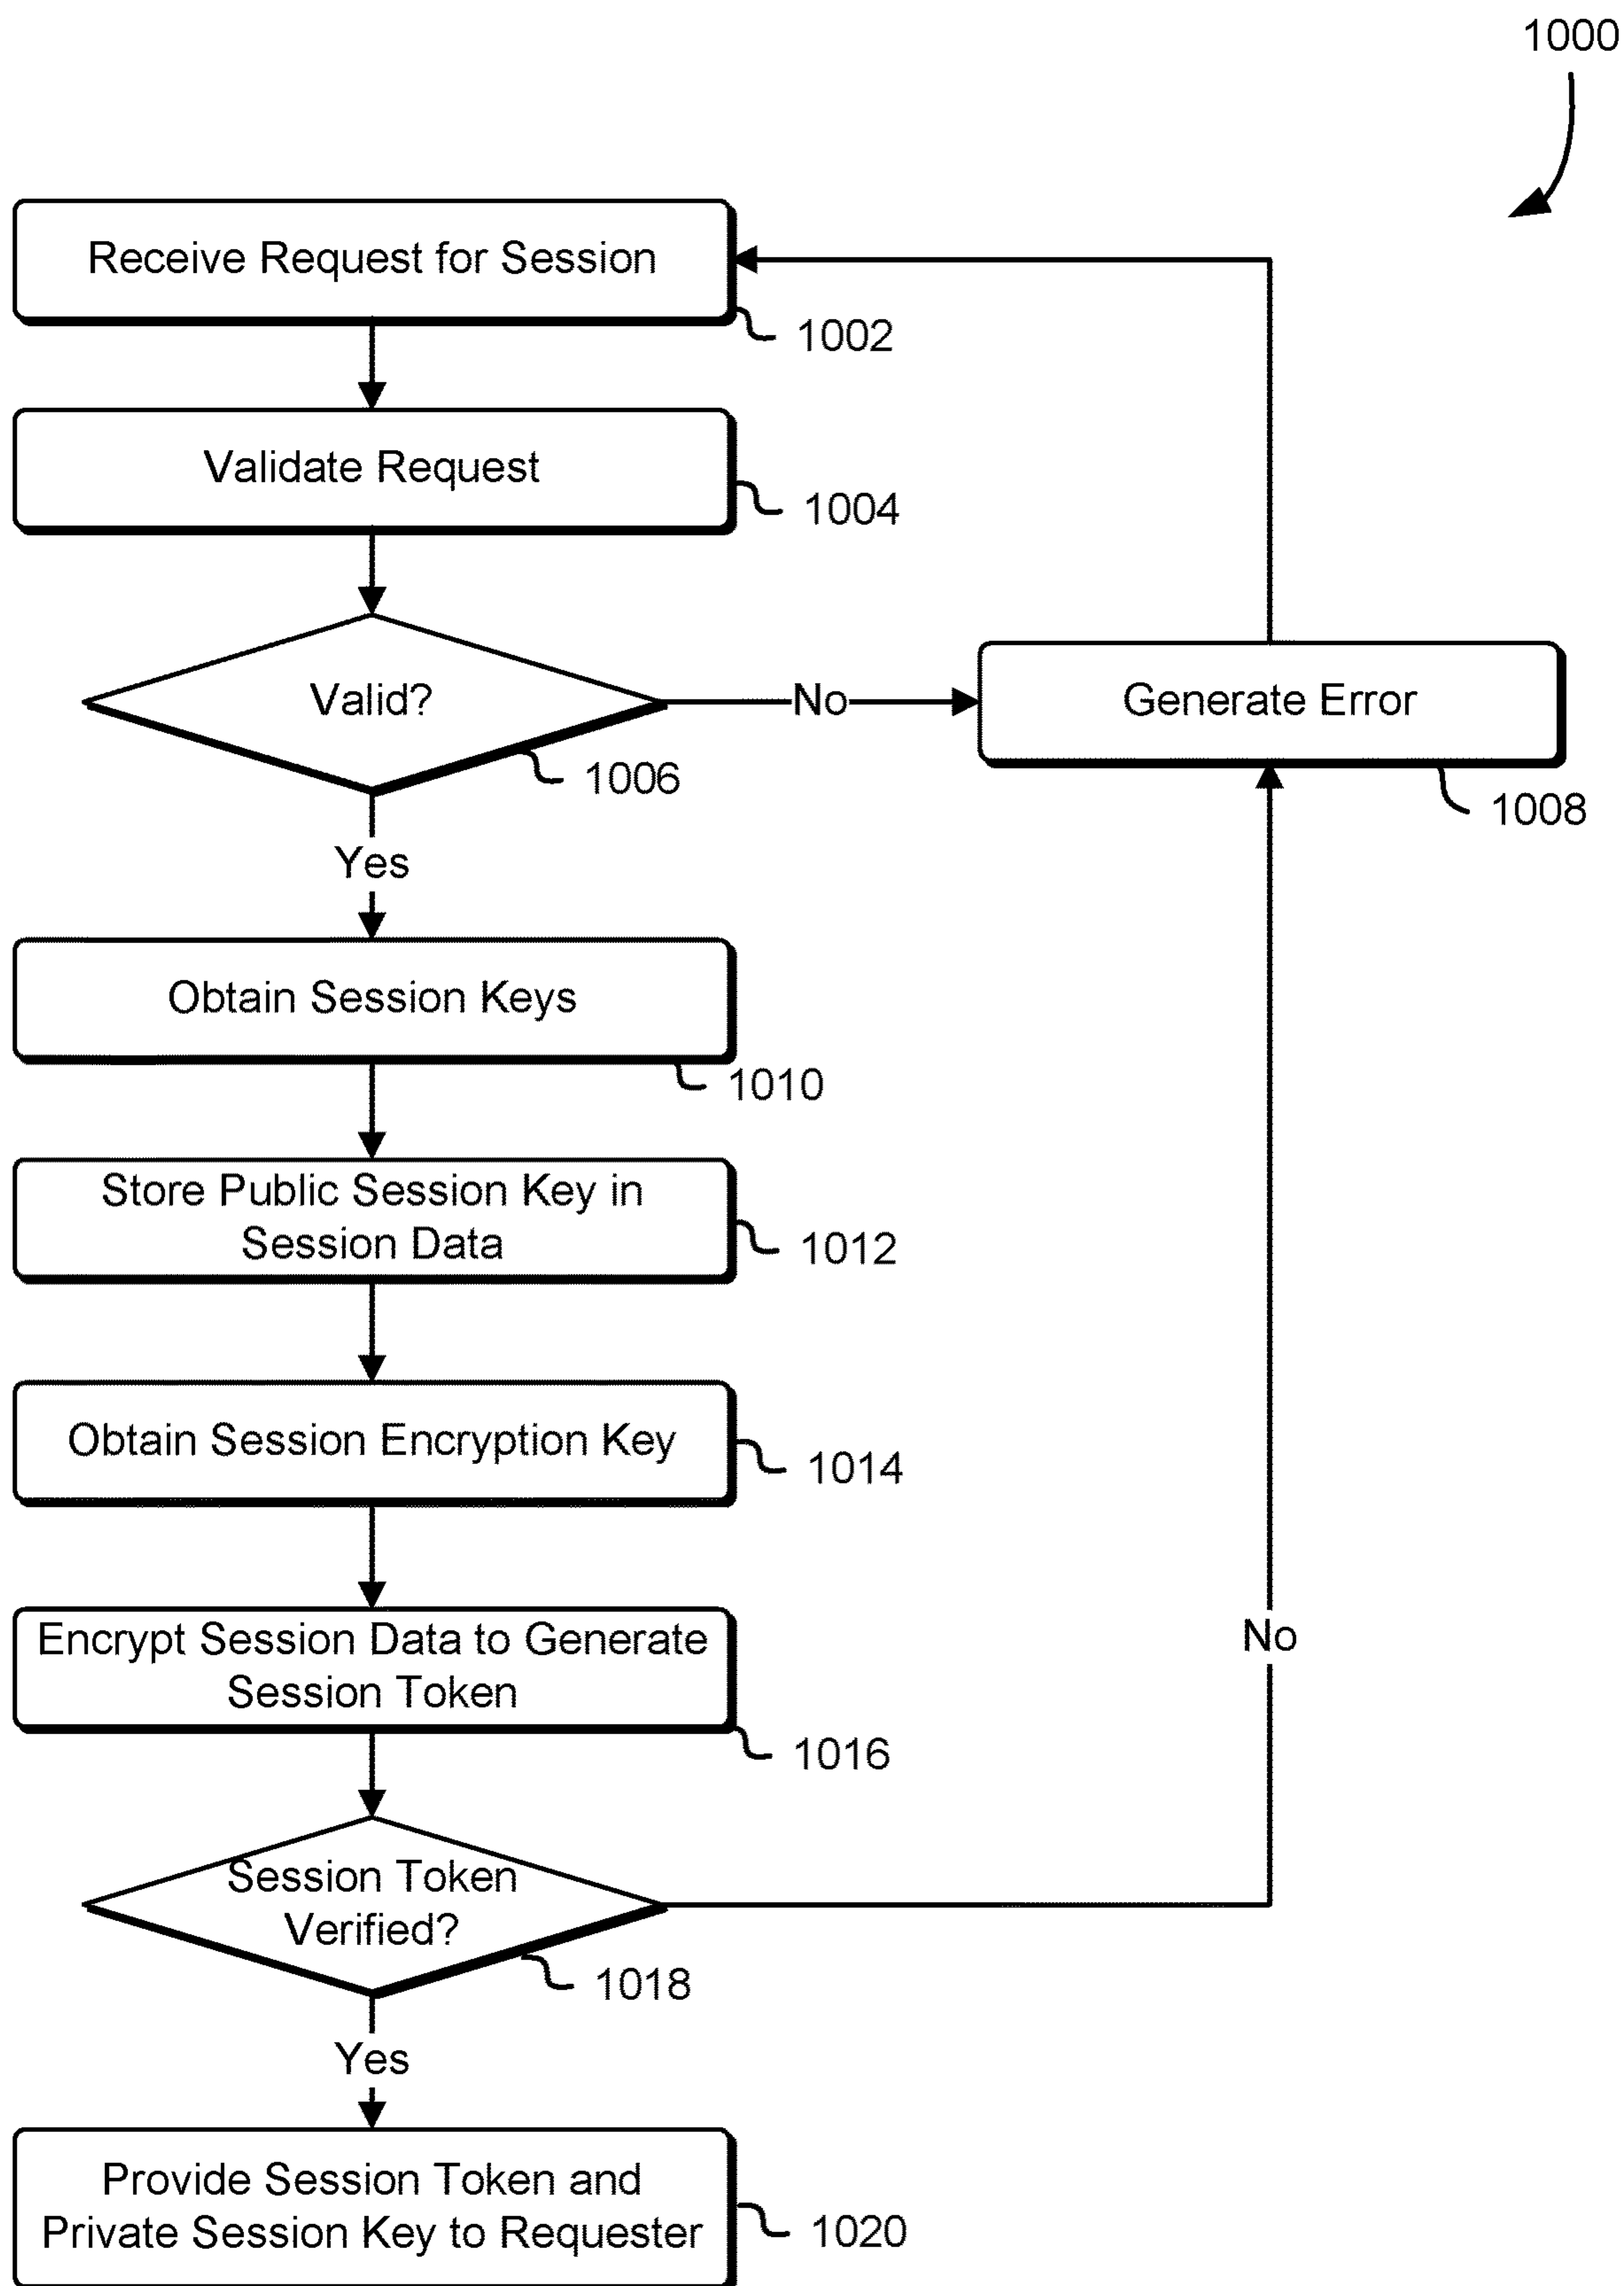 1000
Receive Request for Session
1002
Validate Request
1004
Valid?
No
Generate Error
1006
1008
Yes
Obtain Session Keys
1010
Store Public Session Key in
Session Data
1012
Obtain Session Encryption Key
1014
Encrypt Session Data to Generate
Session Token
No
1016
Session Token
Verified?
1018
Yes
Provide Session Token and
Private Session Key to Requester
1020